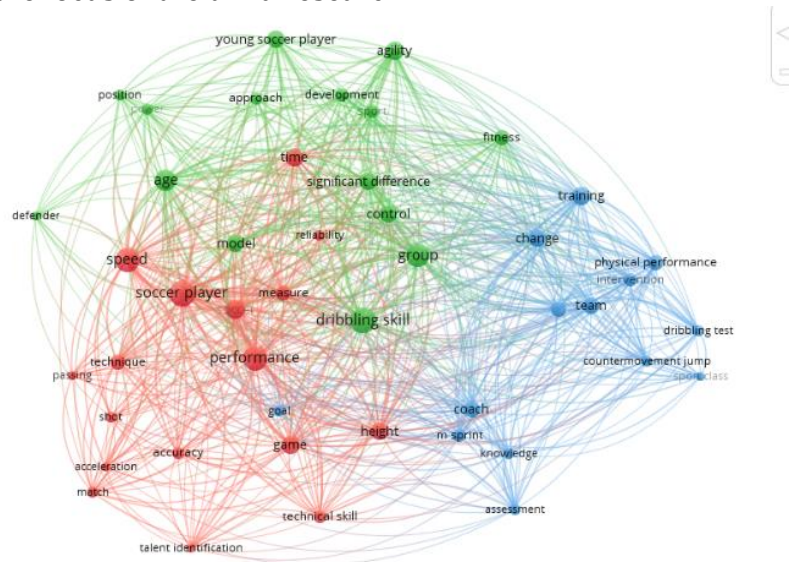 young soccer player
agility
position
approach
development
sport
fitness
time
age
significant difference
training
defender
control
model
reliability
change
group
speed
physical performance
intervention
soccer player
measure
team
dribbling skill
dribbling test
performance
technique
countermovement jump
passing
sport class
goal
coach
shot
height
m sprint
game
accuracy
knowledge
acceleration
match
assessment
technical skill
talent identification